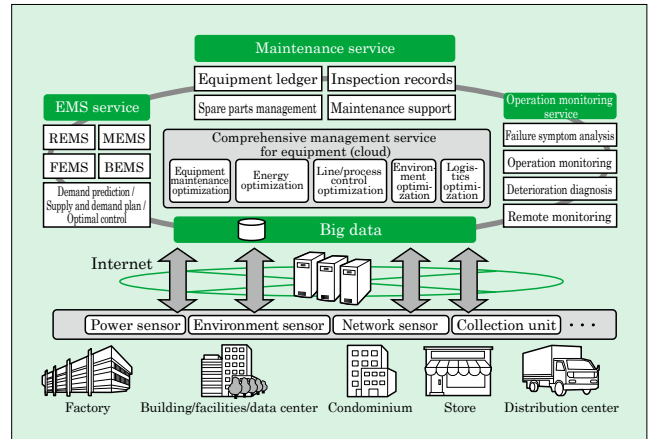 Maintenance service
Equipment ledger
Inspection records
Spare parts management
Maintenance support
EMS service
REMS
MEMS
FEMS
BEMS
Demand prediction /
Supply and demand plan /
Optimal control
Operation monitoring
service
Failure symptom analysis
Operation monitoring
Deterioration diagnosis
Remote monitoring
Comprehensive management service
for equipment (cloud)
Equipment
maintenance
optimization
Energy
optimization
Line/process
control
optimization
Environ-
ment
optimi-
zation
Logis-
tics
optimi-
zation
Big data
Internet
Power sensor
Environment sensor
Network sensor
Collection unit
· · ·
Factory
Building/facilities/data center
Condominium
Store
Distribution center